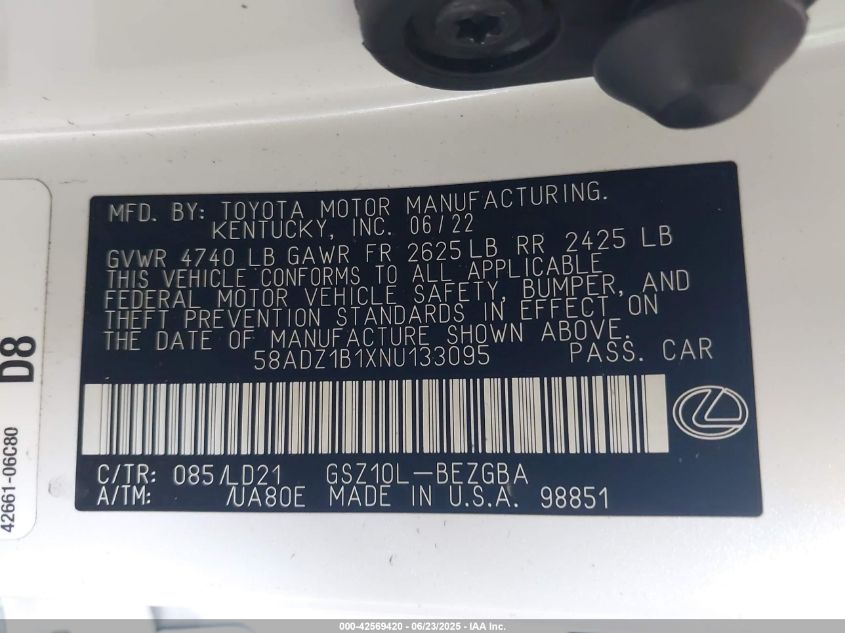 MFD. BY: TOYOTA MOTOR MANUFACTURING.
KENTUCKY, INC. 06/22
GVWR 4740 LB GAWR FR 2625 LB RR 2425 LB
THIS VEHICLE CONFORMS TO ALL APPLICABLE
FEDERAL MOTOR VEHICLE SAFETY, BUMPER, AND
THEFT PREVENTION STANDARDS IN EFFECT ON
THE DATE OF MANUFACTURE SHOWN ABOVE.
58ADZ1B1XNU133095 PASS. CAR
C/TR: 085/LD21 GSZ10L-BEZGBA
A/TM: /UA80E MADE IN U.S.A. 98851
D8
42661-06C80
000-42569420 - 06/23/2025 - IAA Inc.